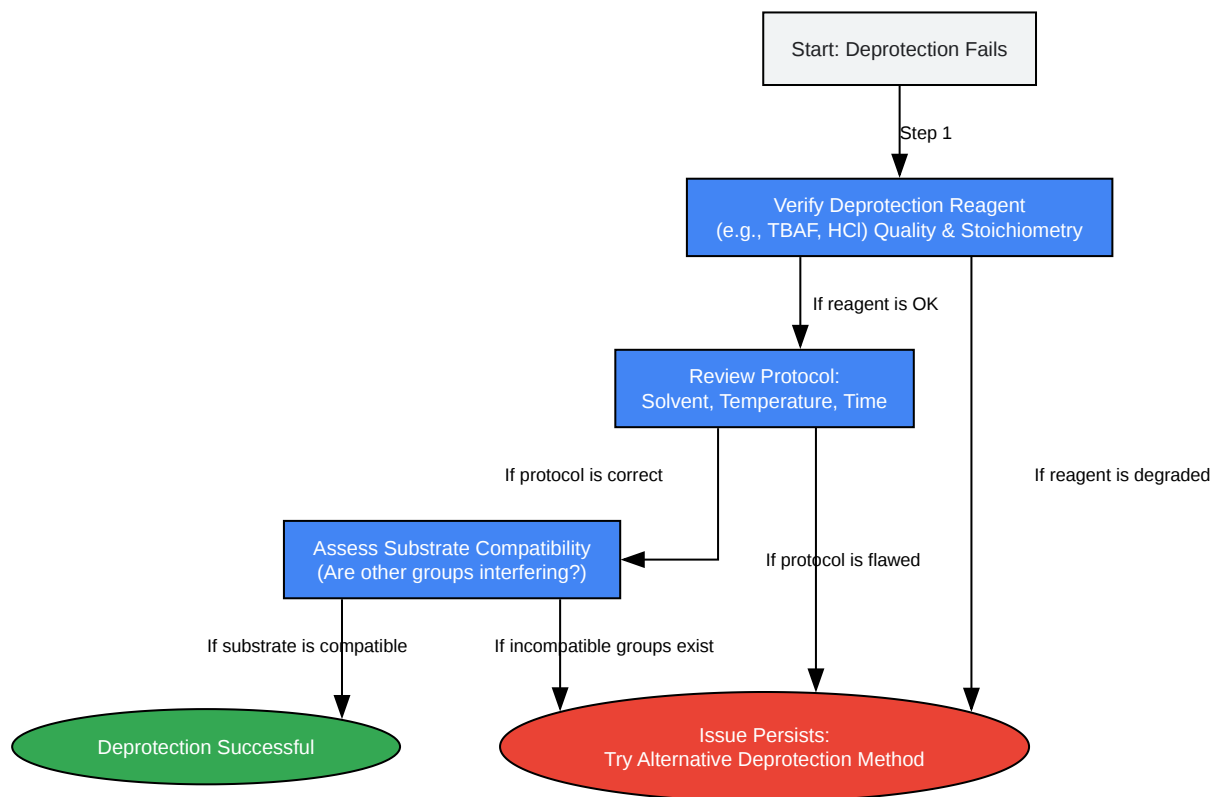 Start: Deprotection Fails
Step 1
Verify Deprotection Reagent
(e.g., TBAF, HCl) Quality & Stoichiometry
If reagent is OK
Review Protocol:
Solvent, Temperature, Time
If protocol is correct
If reagent is degraded
Assess Substrate Compatibility
(Are other groups interfering?)
If protocol is flawed
If substrate is compatible
If incompatible groups exist
Deprotection Successful
Issue Persists:
Try Alternative Deprotection Method